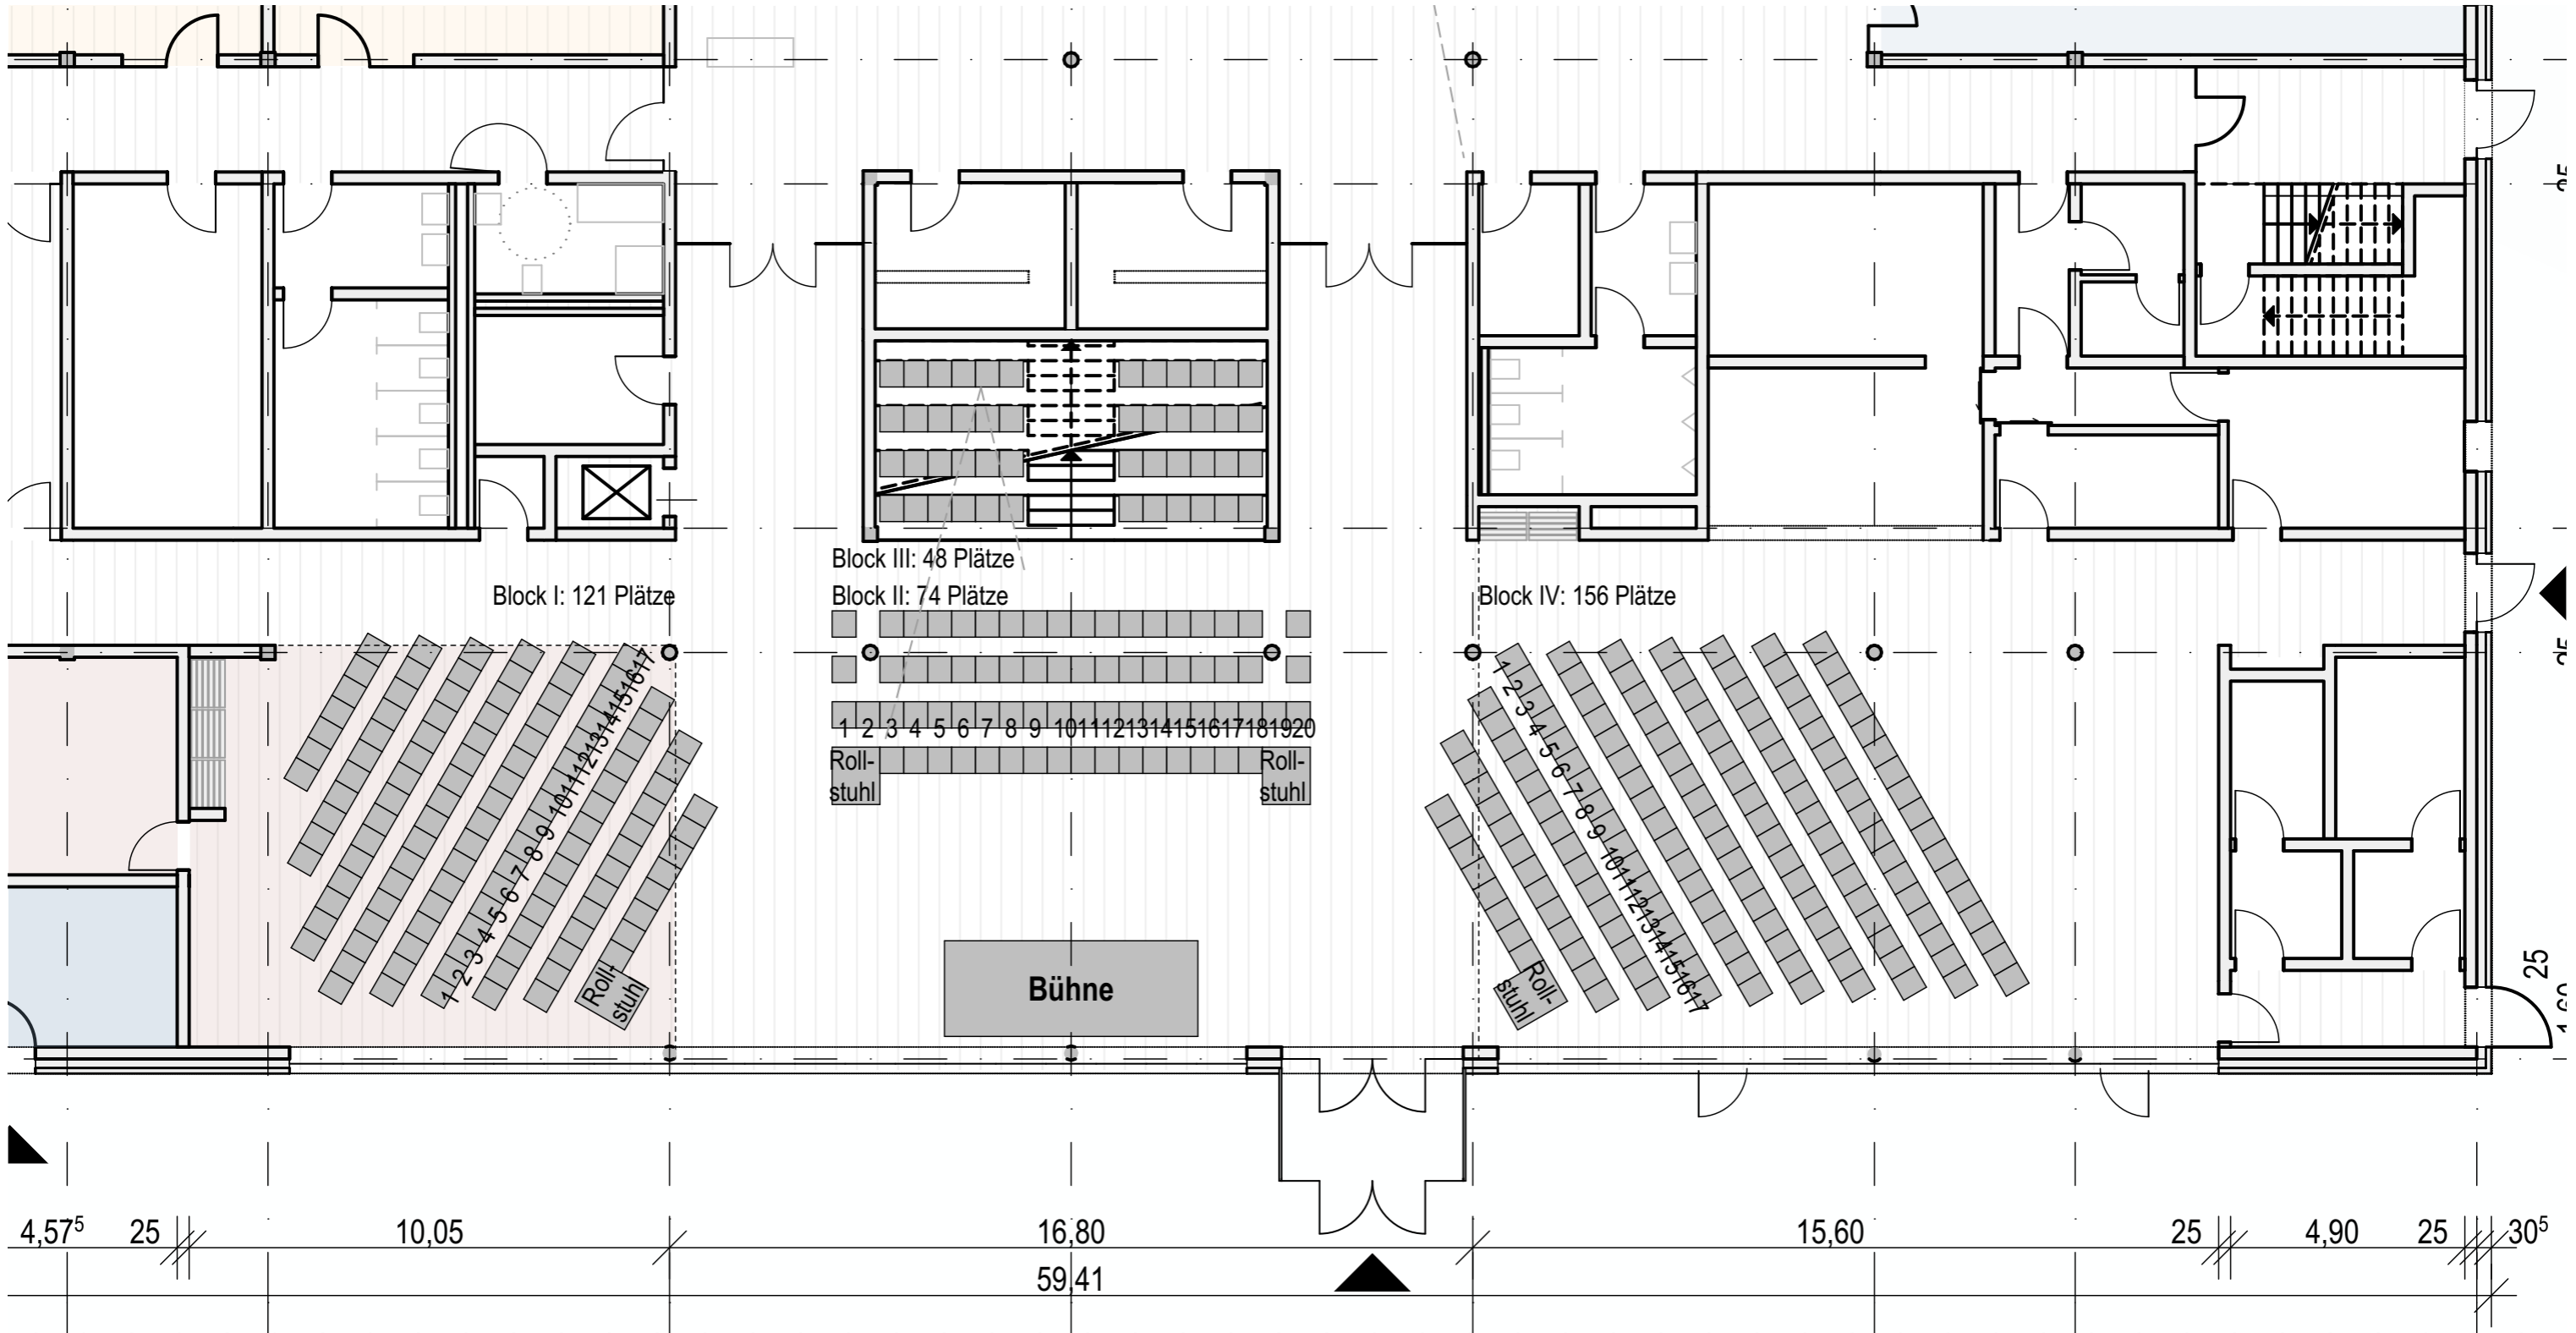 Block III: 48 Plätze
Block I: 121 Plätze
Block II: 74 Plätze
Block IV: 156 Plätze
1 2 3 4 5 6 7 8 9 10 11 12 13 14 15 16 17
1 2 3 4 5 6 7 8 9 10 11 12 13 14 15 16 17 18 19 20
1 2 3 4 5 6 7 8 9 10 11 12 13 14 15 16 17
Roll-
stuhl
Roll-
stuhl
Roll-
stuhl
Roll-
stuhl
Bühne
25
4,57⁵ 25 10,05 16,80 15,60 25 4,90 25 30⁵
59,41